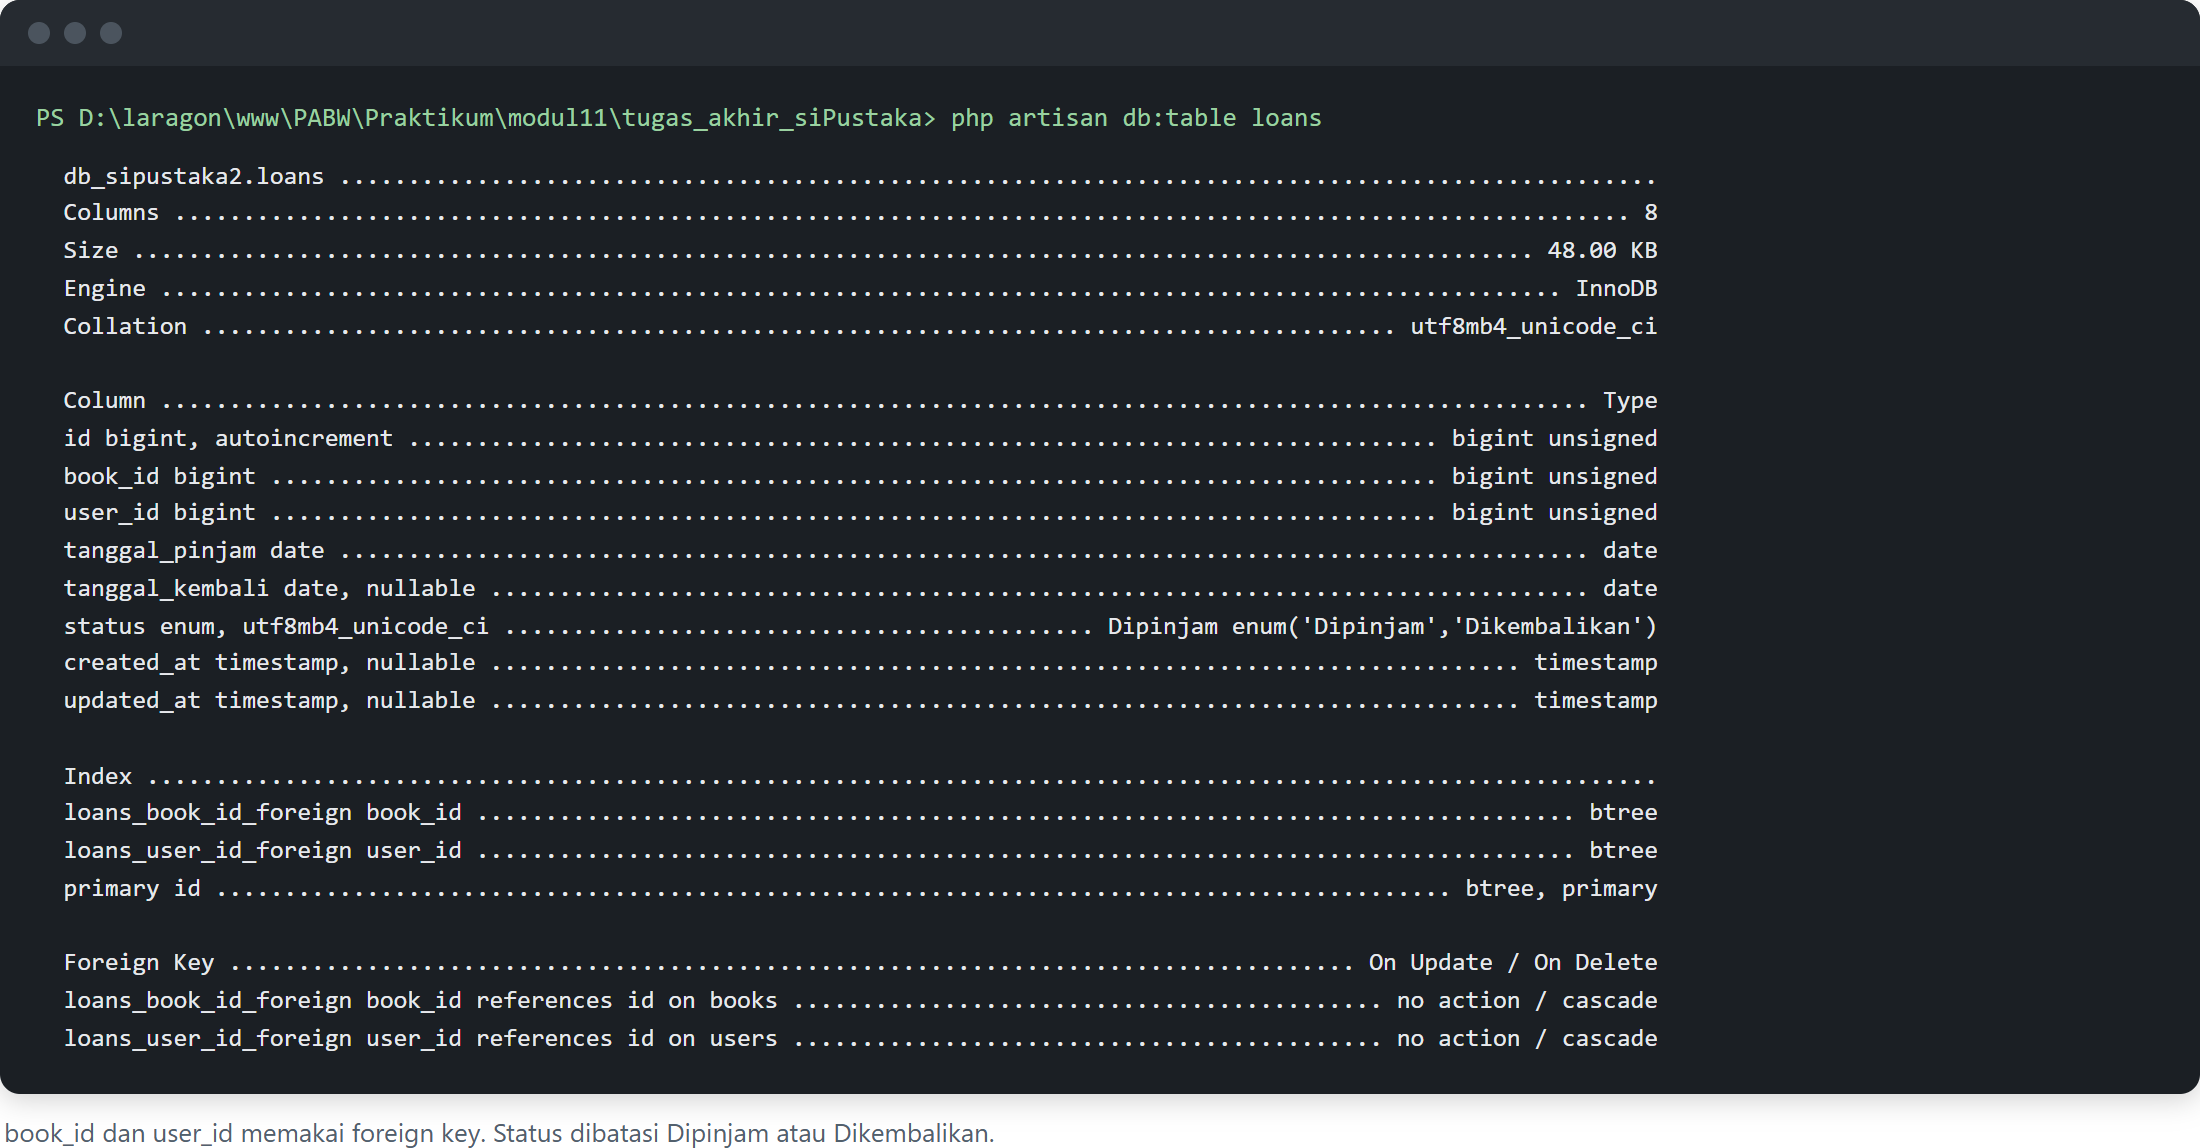 PS D:\laragon\www\PABW\Praktikum\modul11\tugas_akhir_siPustaka> php artisan db:table loans
db_sipustaka2.loans ................................................................................................
Columns .......................................................................................................... 8
Size ...................................................................................................... 48.00 KB
Engine ...................................................................................................... InnoDB
Collation ....................................................................................... utf8mb4_unicode_ci
Column ........................................................................................................ Type
id bigint, autoincrement ........................................................................... bigint unsigned
book_id bigint ..................................................................................... bigint unsigned
user_id bigint ..................................................................................... bigint unsigned
tanggal_pinjam date ........................................................................................... date
tanggal_kembali date, nullable ................................................................................ date
status enum, utf8mb4_unicode_ci ........................................... Dipinjam enum('Dipinjam','Dikembalikan')
created_at timestamp, nullable ........................................................................... timestamp
updated_at timestamp, nullable ........................................................................... timestamp
Index ..............................................................................................................
loans_book_id_foreign book_id ................................................................................ btree
loans_user_id_foreign user_id ................................................................................ btree
primary id .......................................................................................... btree, primary
Foreign Key .................................................................................. On Update / On Delete
loans_book_id_foreign book_id references id on books ........................................... no action / cascade
loans_user_id_foreign user_id references id on users ........................................... no action / cascade
book_id dan user_id memakai foreign key. Status dibatasi Dipinjam atau Dikembalikan.